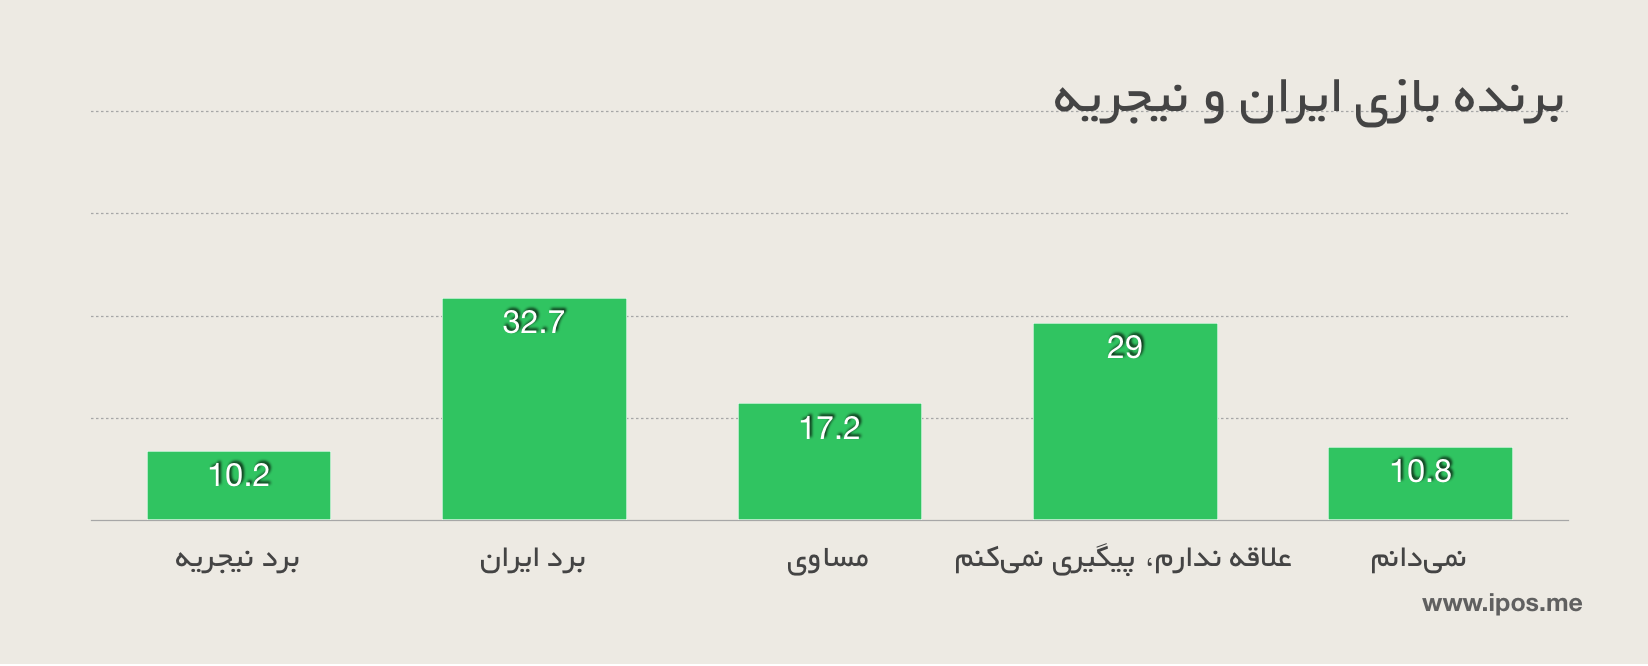 برنده بازی ایران و نیجریه
32.7
29
17.2
10.8
10.2
برد نیجریه
برد ایران
مساوی
علاقه ندارم، پیگیری نمی‌کنم
نمی‌دانم
www.ipos.me